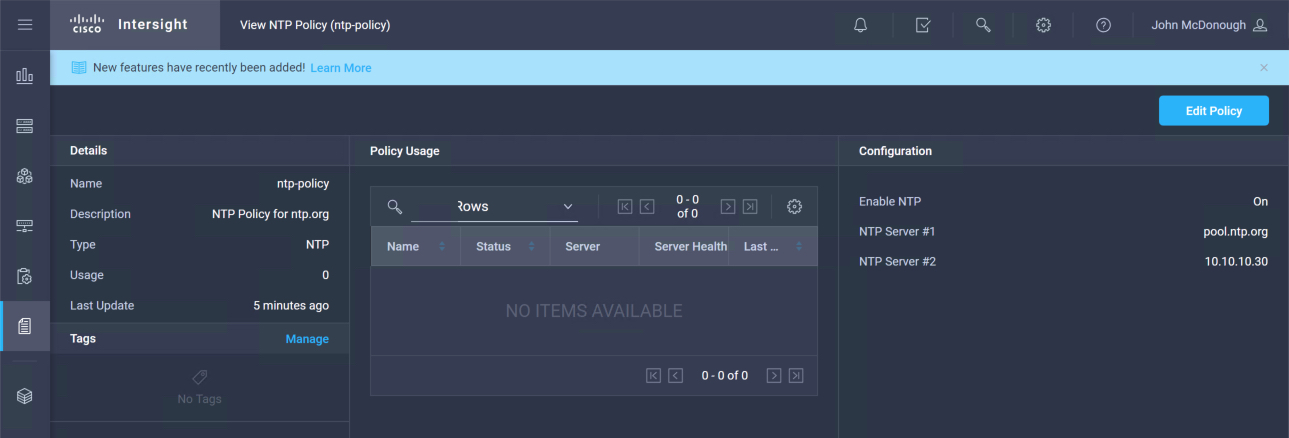 CISCO Intersight View NTP Policy (ntp-policy) John McDonough
New features have recently been added! Learn More
Edit Policy
Details
Name ntp-policy
Description NTP Policy for ntp.org
Type NTP
Usage 0
Last Update 5 minutes ago
Tags Manage
No Tags
Policy Usage
Rows 0 - 0
of 0
Name Status Server Server Health Last ...
NO ITEMS AVAILABLE
0 - 0 of 0
Configuration
Enable NTP On
NTP Server #1 pool.ntp.org
NTP Server #2 10.10.10.30